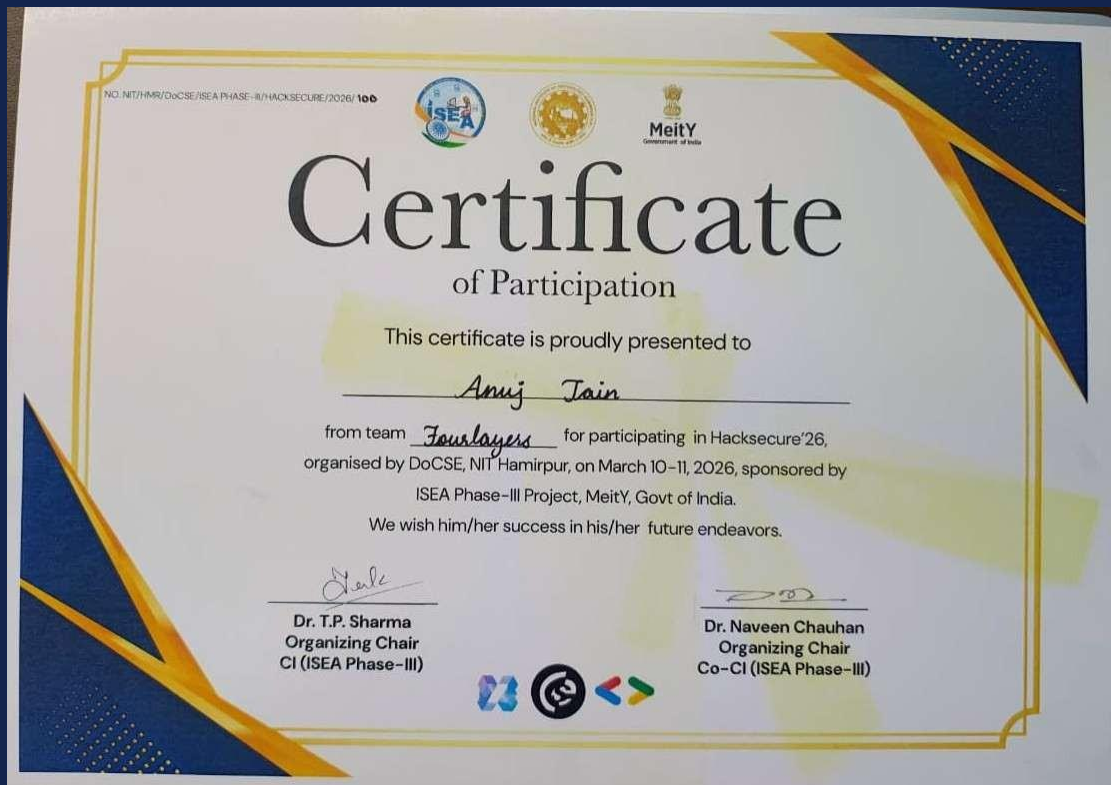 NO. NIT/HMR/DoCSE/ISEA PHASE-III/HACKSECURE/2026/ 100
ISEA
MeitY
Government of India
Certificate
of Participation
This certificate is proudly presented to
Anuj Jain
from team Fourlayers for participating in Hacksecure'26,
organised by DoCSE, NIT Hamirpur, on March 10-11, 2026, sponsored by
ISEA Phase-III Project, MeitY, Govt of India.
We wish him/her success in his/her future endeavors.
Dr. T.P. Sharma
Organizing Chair
CI (ISEA Phase-III)
Dr. Naveen Chauhan
Organizing Chair
Co-CI (ISEA Phase-III)